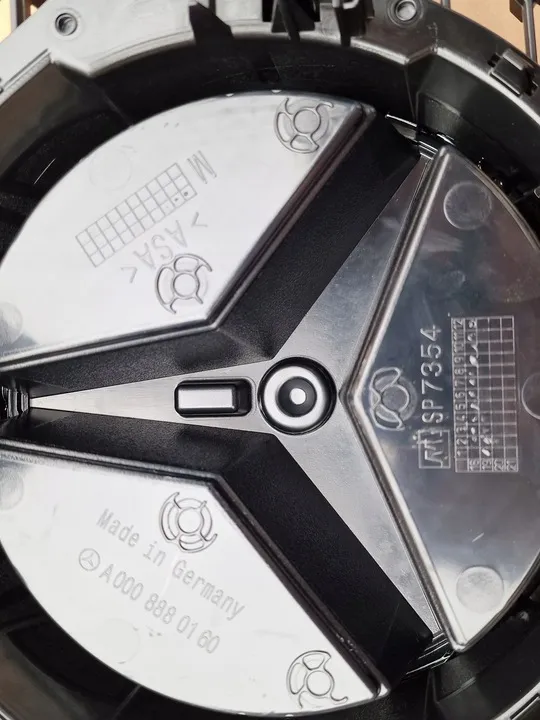 M
>ASA<
SP 7354
Made in Germany
A 000 888 01 60